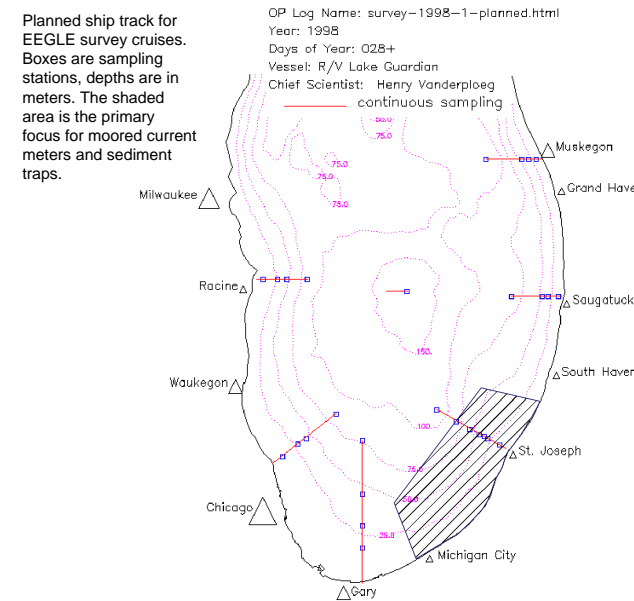 Planned ship track for
EEGLE survey cruises.
Boxes are sampling
stations, depths are in
meters. The shaded
area is the primary
focus for moored current
meters and sediment
traps.
OP Log Name: survey-1998-1-planned.html
Year: 1998
Days of Year: 028+
Vessel: R/V Lake Guardian
Chief Scientist: Henry Vanderploeg
continuous sampling
Muskegon
75.0
75.0
Grand Have
Milwaukee
75.0
Racine
Saugatuck
150.
South Haven
Waukegon
100.
St. Joseph
75.0
50.0
Chicago
25.0
Michigan City
Gary